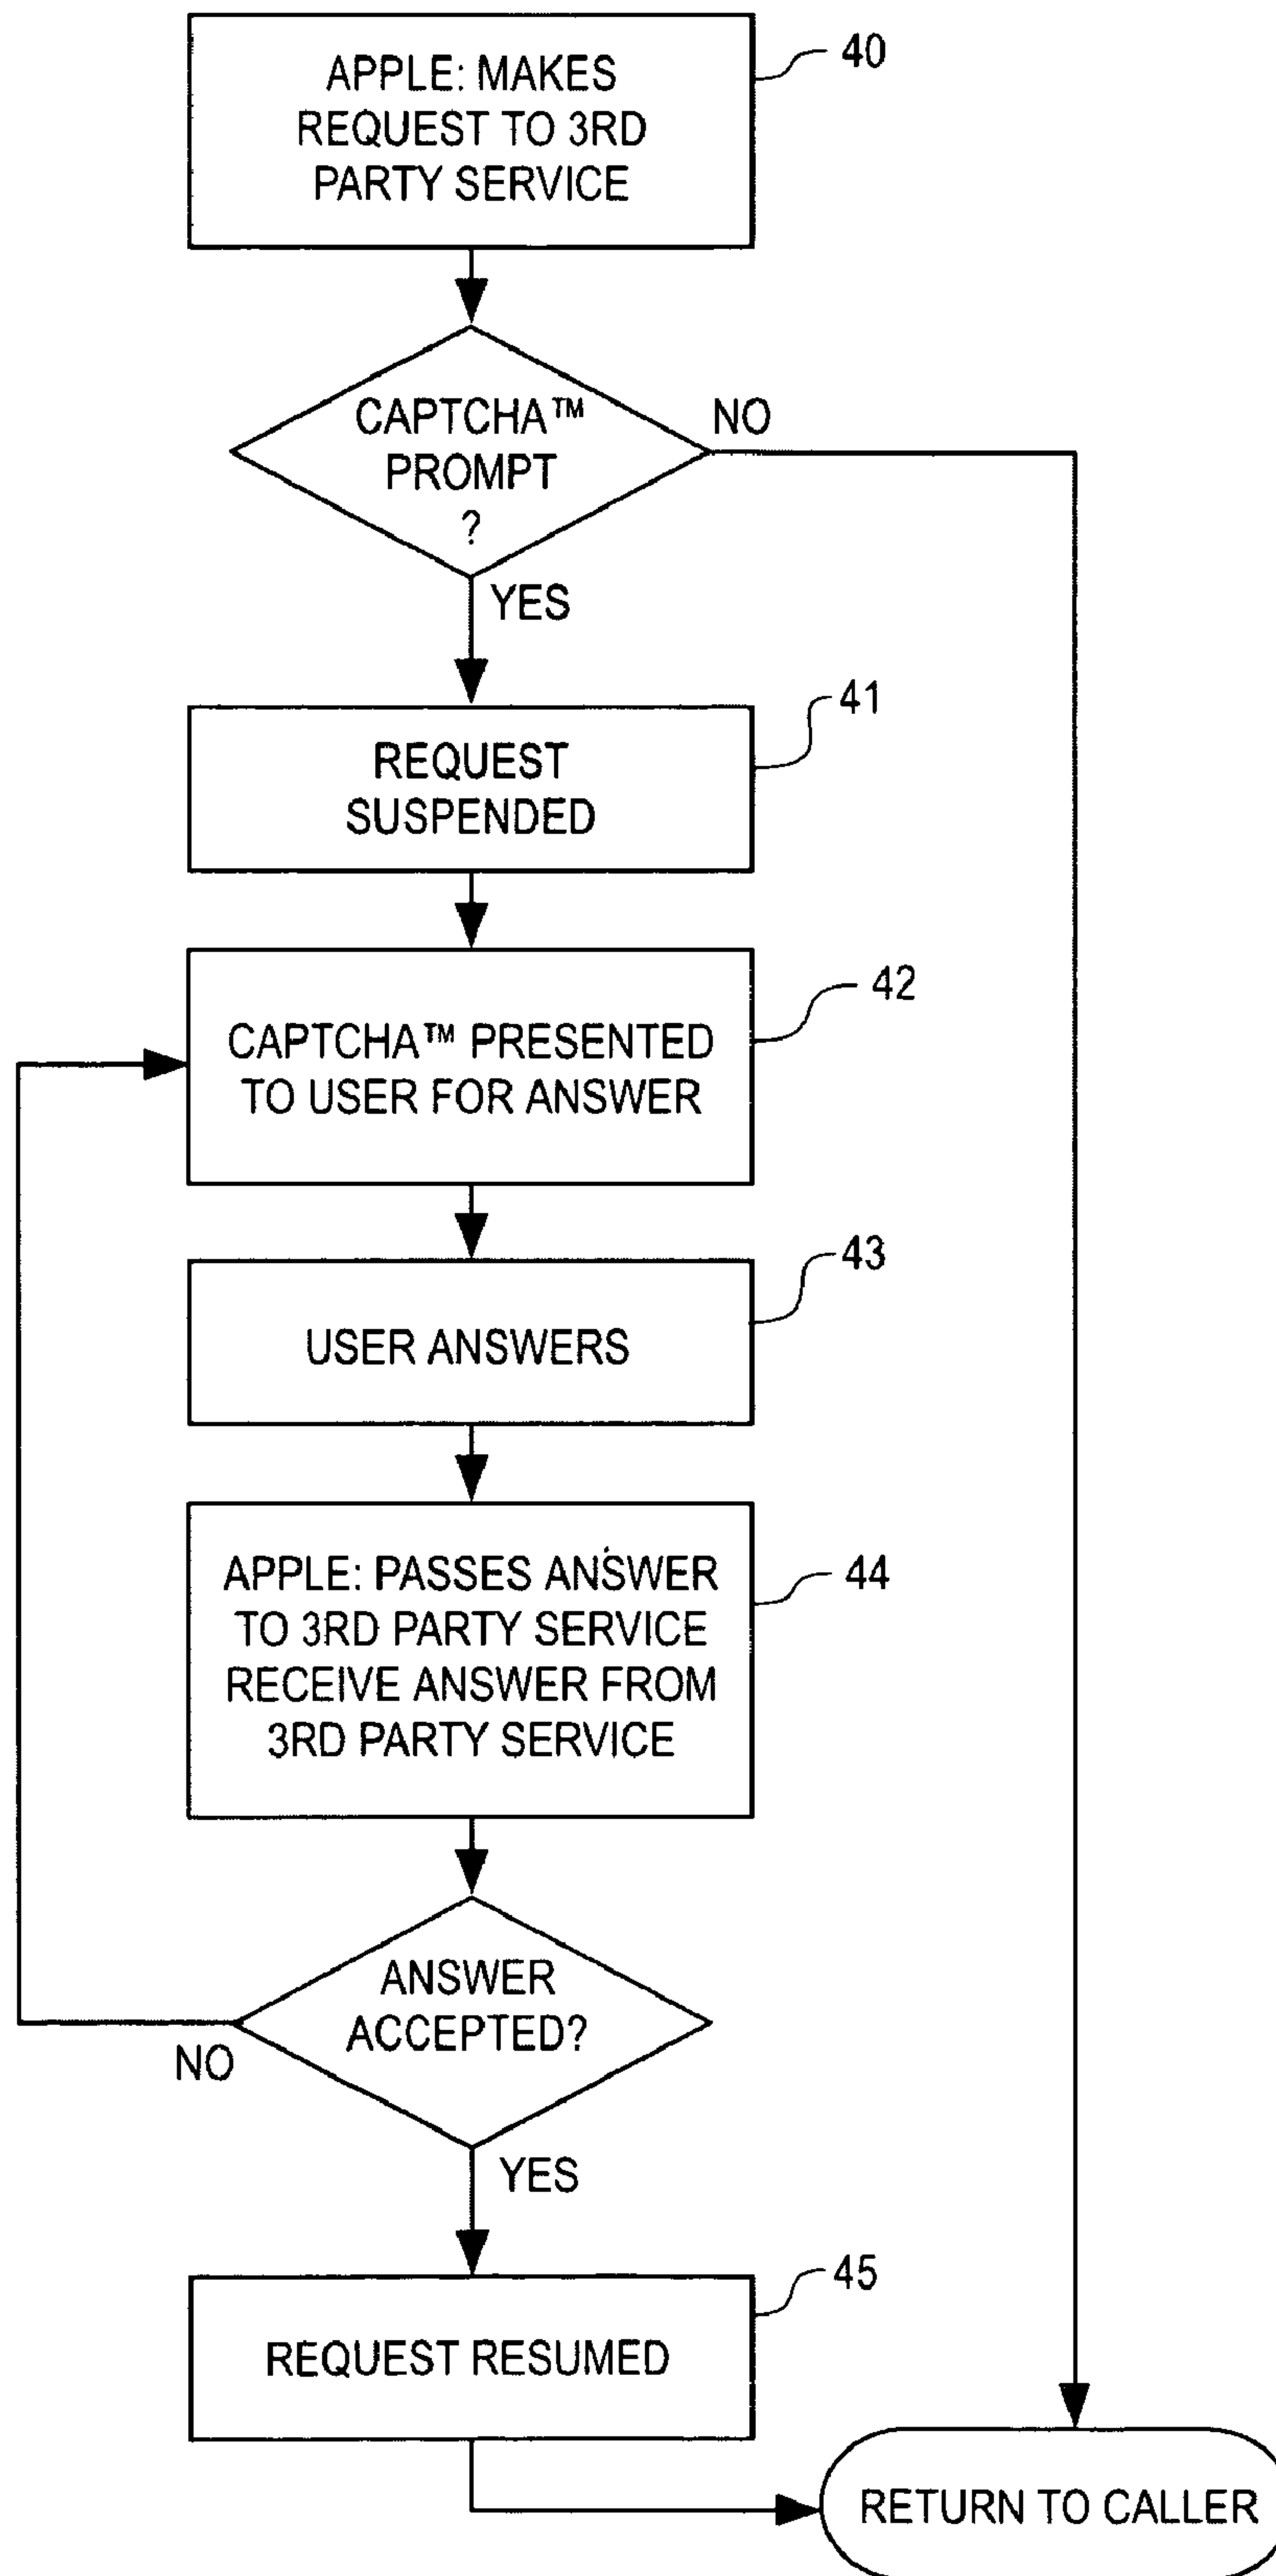 APPLE: MAKES
REQUEST TO 3RD
PARTY SERVICE
40
CAPTCHA™
PROMPT
?
NO
YES
41
REQUEST
SUSPENDED
42
CAPTCHA™ PRESENTED
TO USER FOR ANSWER
43
USER ANSWERS
44
APPLE: PASSES ANSWER
TO 3RD PARTY SERVICE
RECEIVE ANSWER FROM
3RD PARTY SERVICE
ANSWER
ACCEPTED?
NO
YES
45
REQUEST RESUMED
RETURN TO CALLER